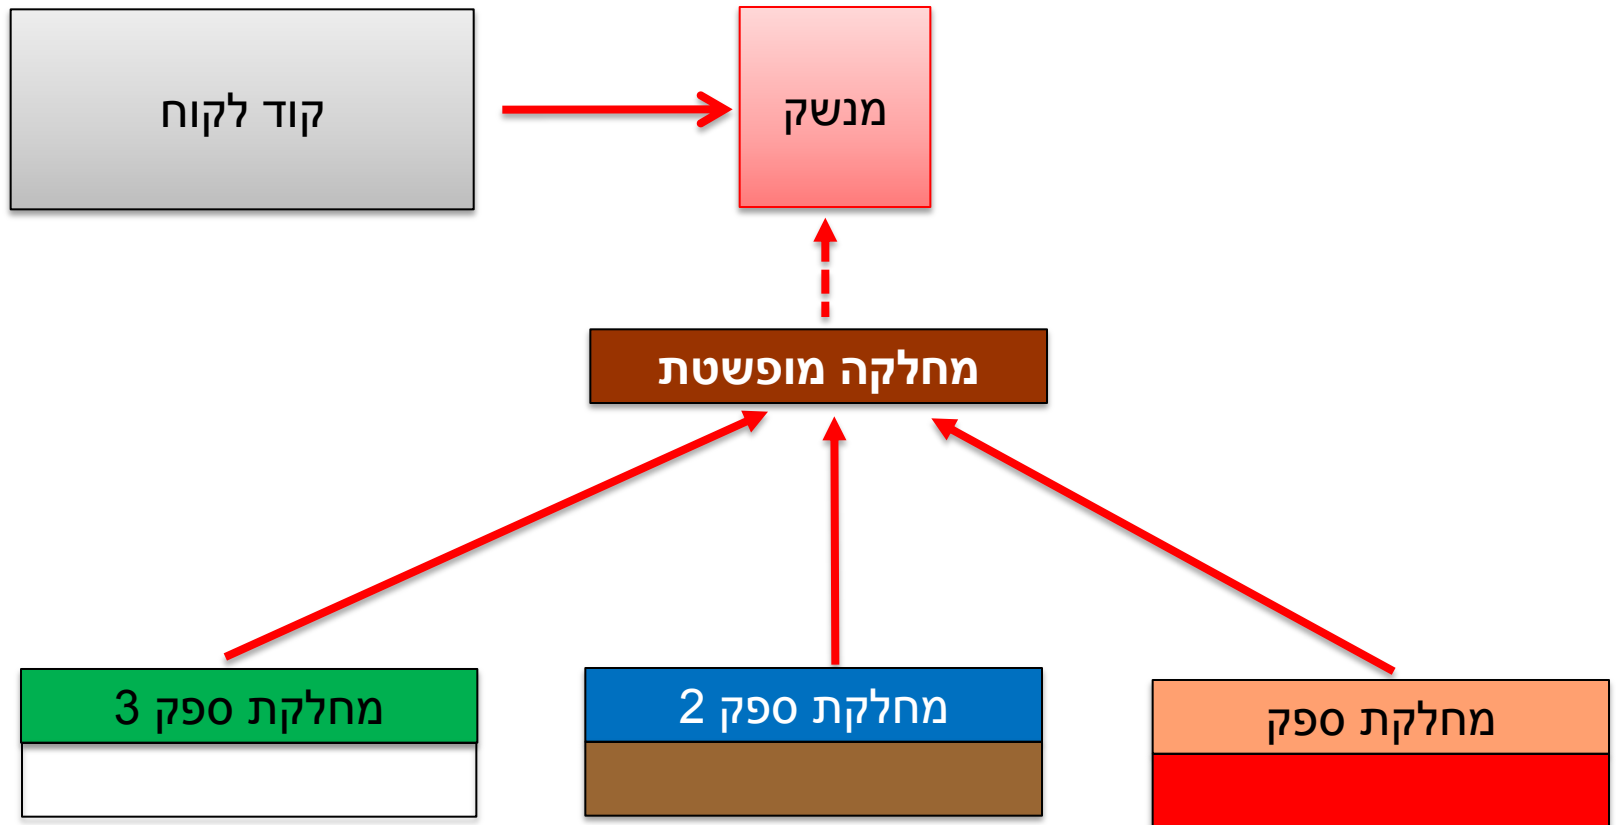 קוד לקוח
מנשק
מחלקה מופשטת
מחלקת ספק
מחלקת ספק 2
מחלקת ספק 3